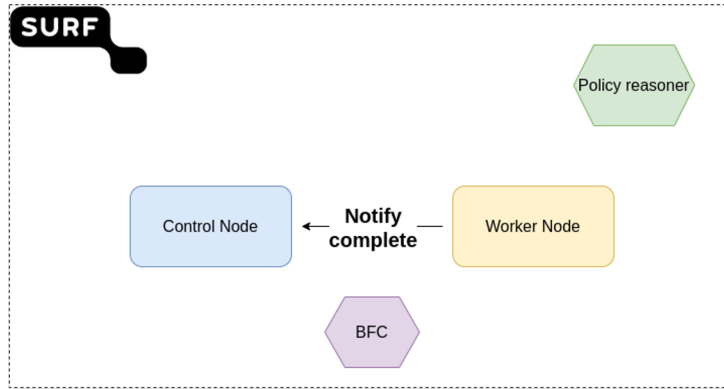 SURF
Policy reasoner
Control Node
Notify
complete
Worker Node
BFC